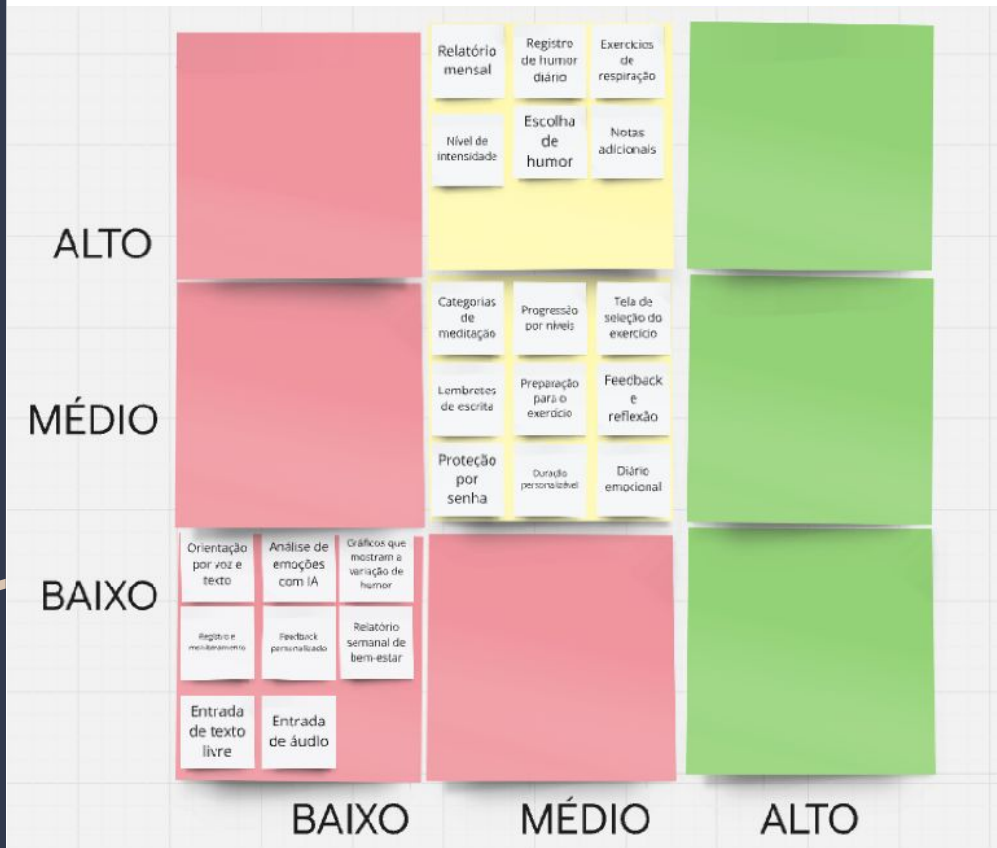 Relatório
mensal
Registro
de humor
diário
Exercícios
de
respiração
Nível de
intensidade
Escolha
de
humor
Notas
adicionais
ALTO
Categorias
de
meditação
Progressão
por níveis
Tela de
seleção do
exercício
Lembretes
de escrita
Preparação
para o
exercício
Feedback
e
reflexão
MÉDIO
Proteção
por
senha
Duração
personalizável
Diário
emocional
Orientação
por voz e
texto
Análise de
emoções
com IA
Gráficos que
mostram a
variação de
humor
BAIXO
Registro e
monitoramento
Feedback
personalizado
Relatório
semanal de
bem-estar
Entrada
de texto
livre
Entrada
de áudio
BAIXO
MÉDIO
ALTO